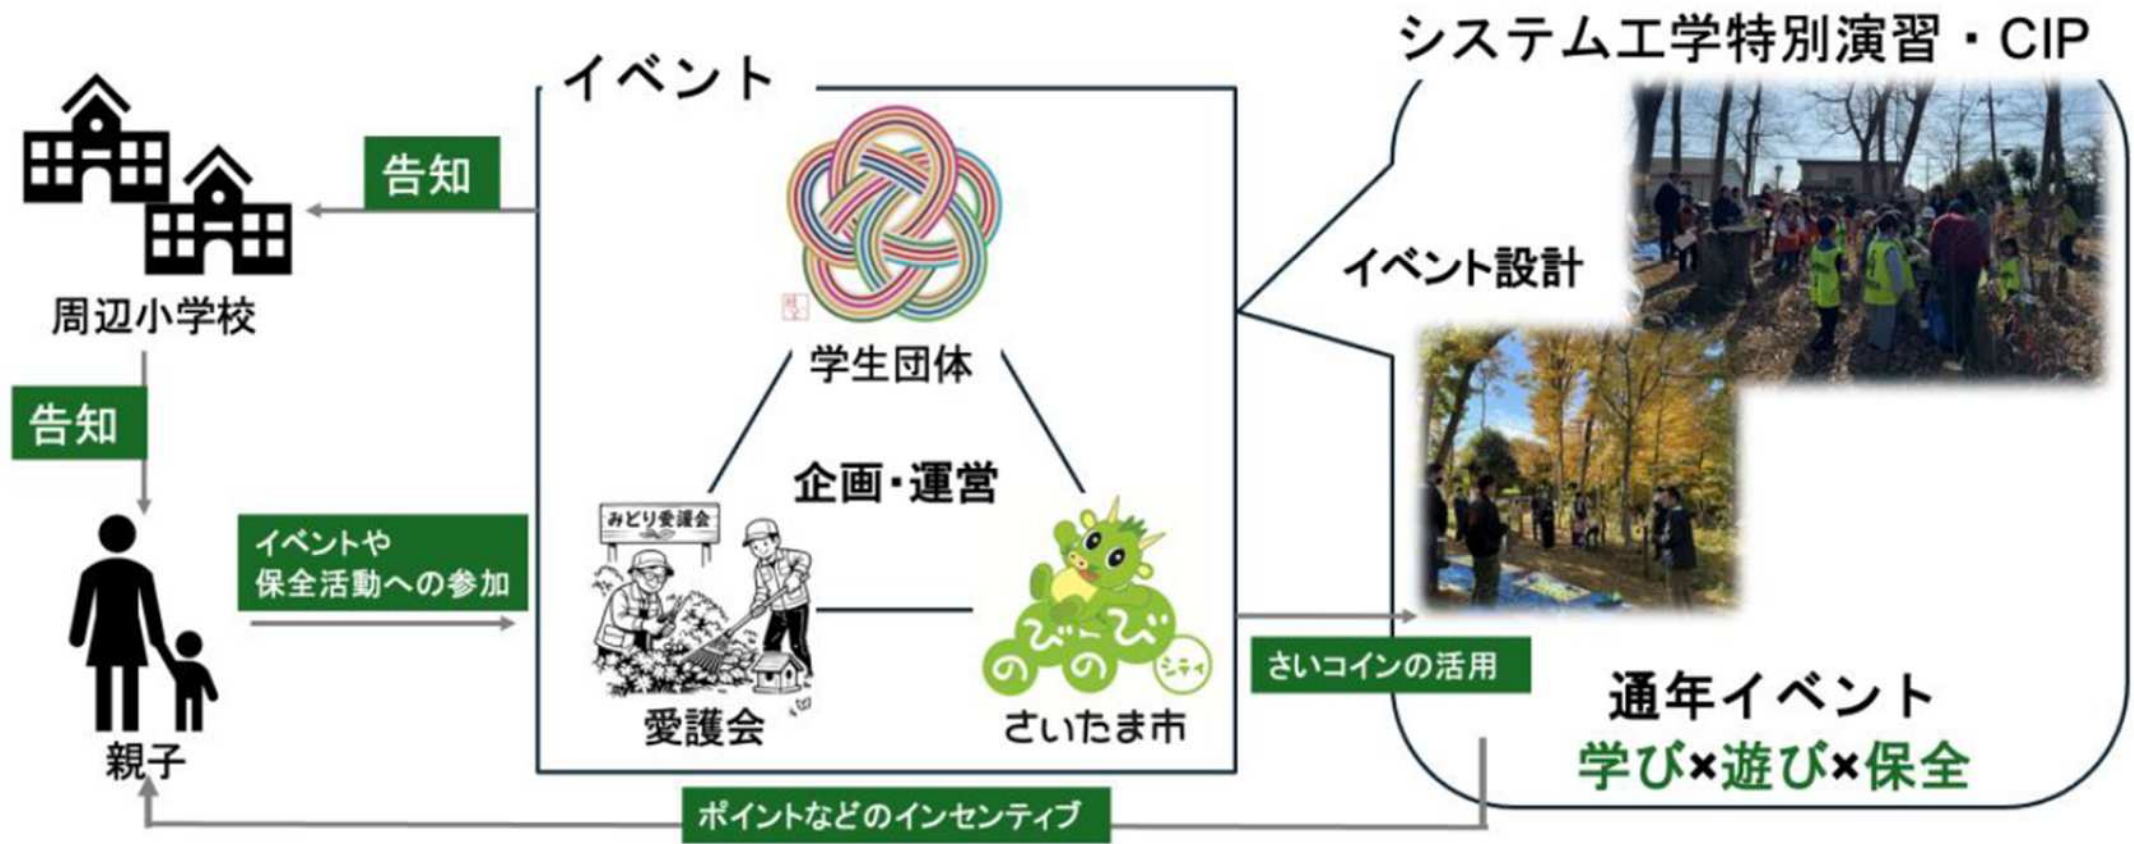 システム工学特別演習・CIP
イベント
告知
学生団体
イベント設計
周辺小学校
告知
企画・運営
みどり愛護会
イベントや
保全活動への参加
のびのび
シティ
愛護会
さいたま市
さいコインの活用
親子
通年イベント
学び×遊び×保全
ポイントなどのインセンティブ